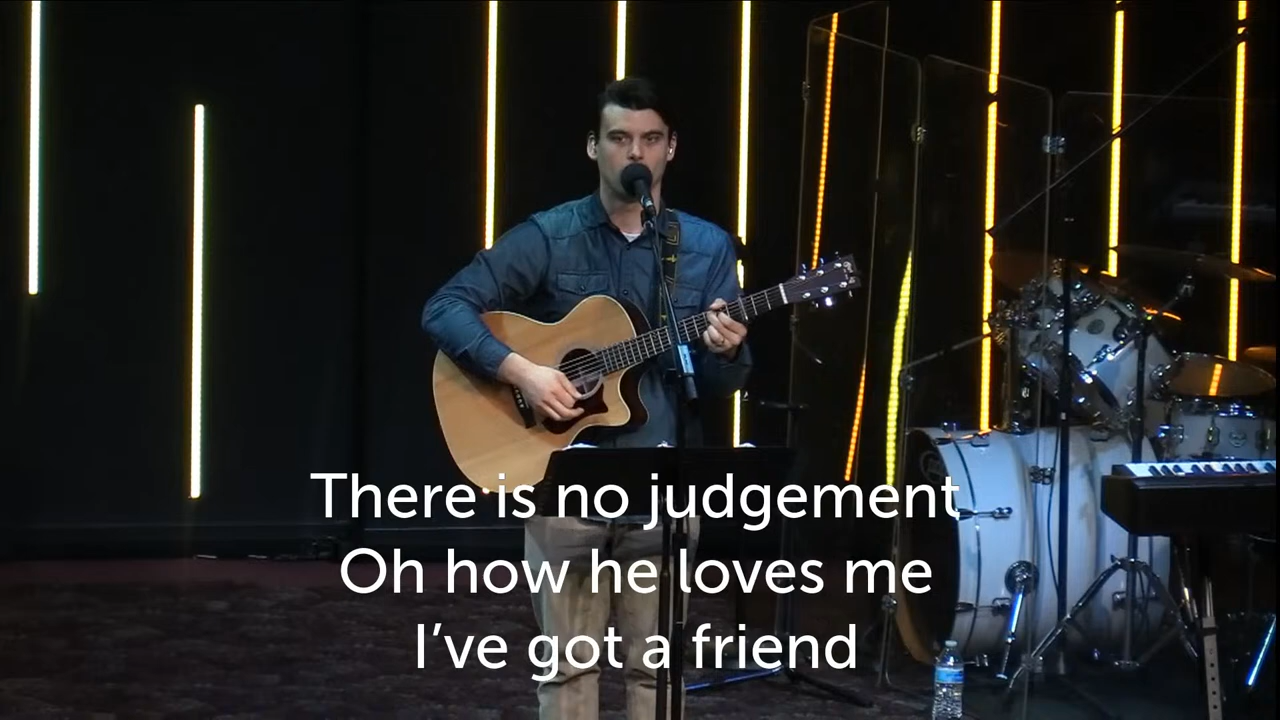 There is no judgement
Oh how he loves me
I’ve got a friend